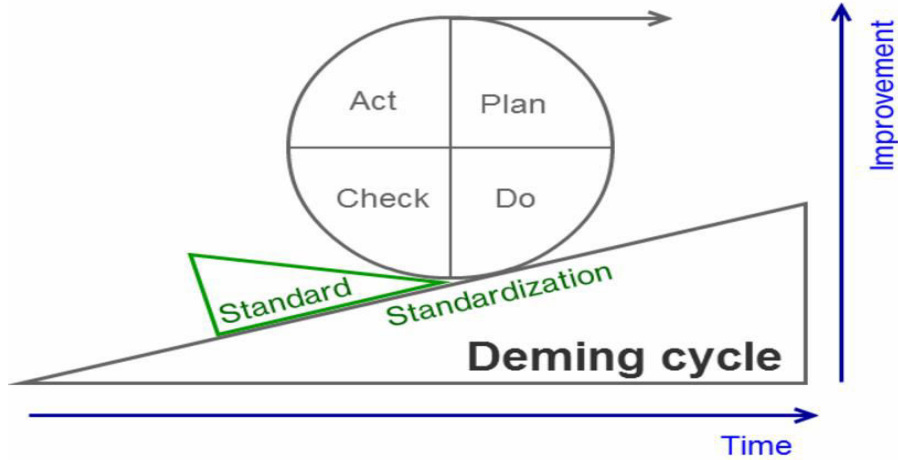 Act
Plan
Check
Do
Standard
Standardization
Deming cycle
Time
Improvement